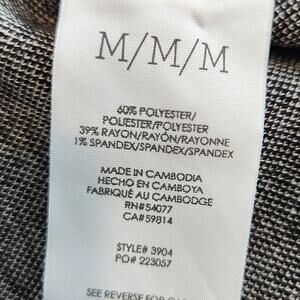 M/M/M
60% POLYESTER/
POLIESTER/POLYESTER
39% RAYON/RAYÓN/RAYONNE
1% SPANDEX/SPANDEX/SPANDEX
MADE IN CAMBODIA
HECHO EN CAMBOYA
FABRIQUÉ AU CAMBODGE
RN#54077
CA#59814
STYLE# 3904
PO# 223057
SEE REVERSE FOR